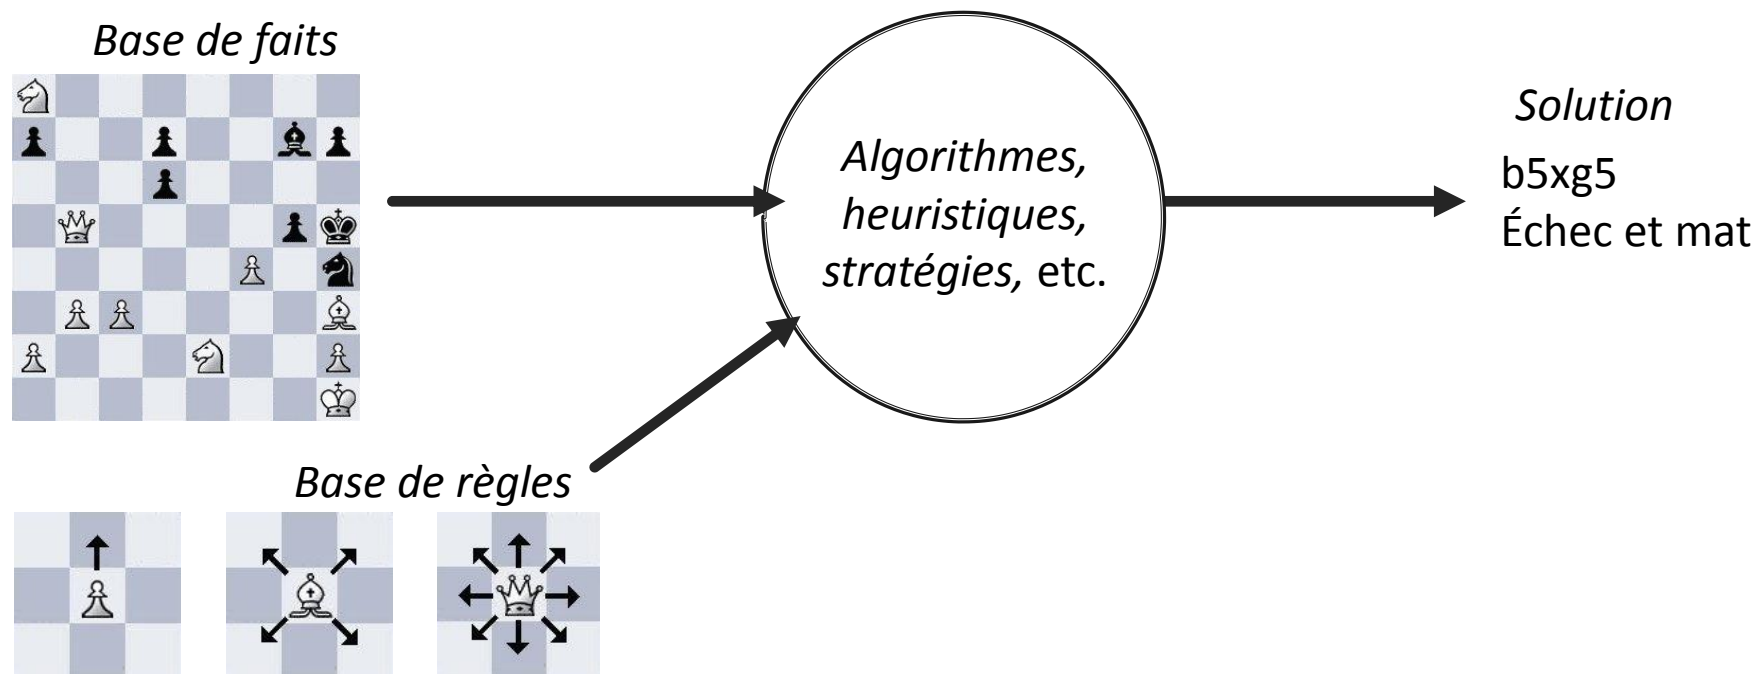 Base de faits
Algorithmes,
heuristiques,
stratégies, etc.
Solution
b5xg5
Échec et mat
Base de règles